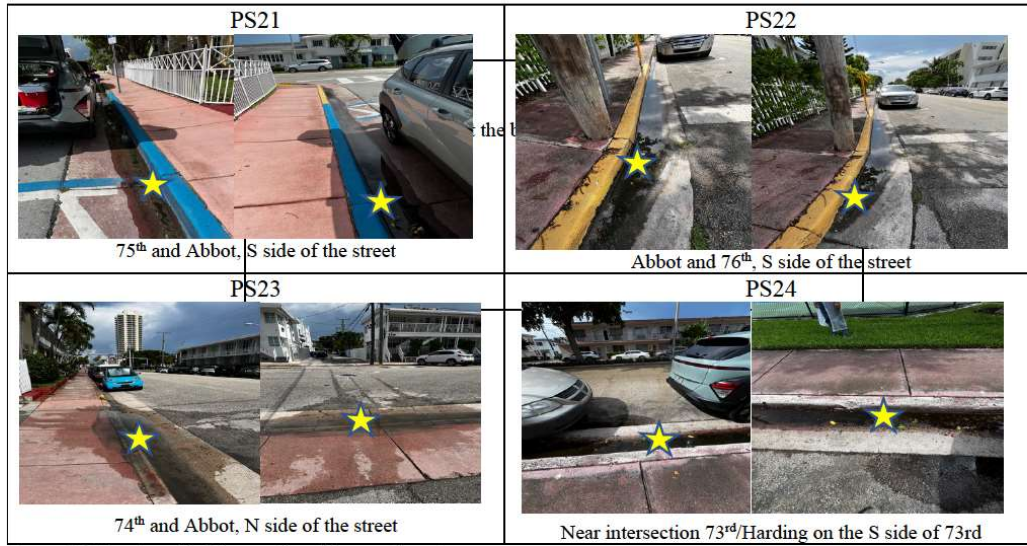 PS21
PS22
the b
75th and Abbot, S side of the street
Abbot and 76th, S side of the street
PS23
PS24
74th and Abbot, N side of the street
Near intersection 73rd/Harding on the S side of 73rd